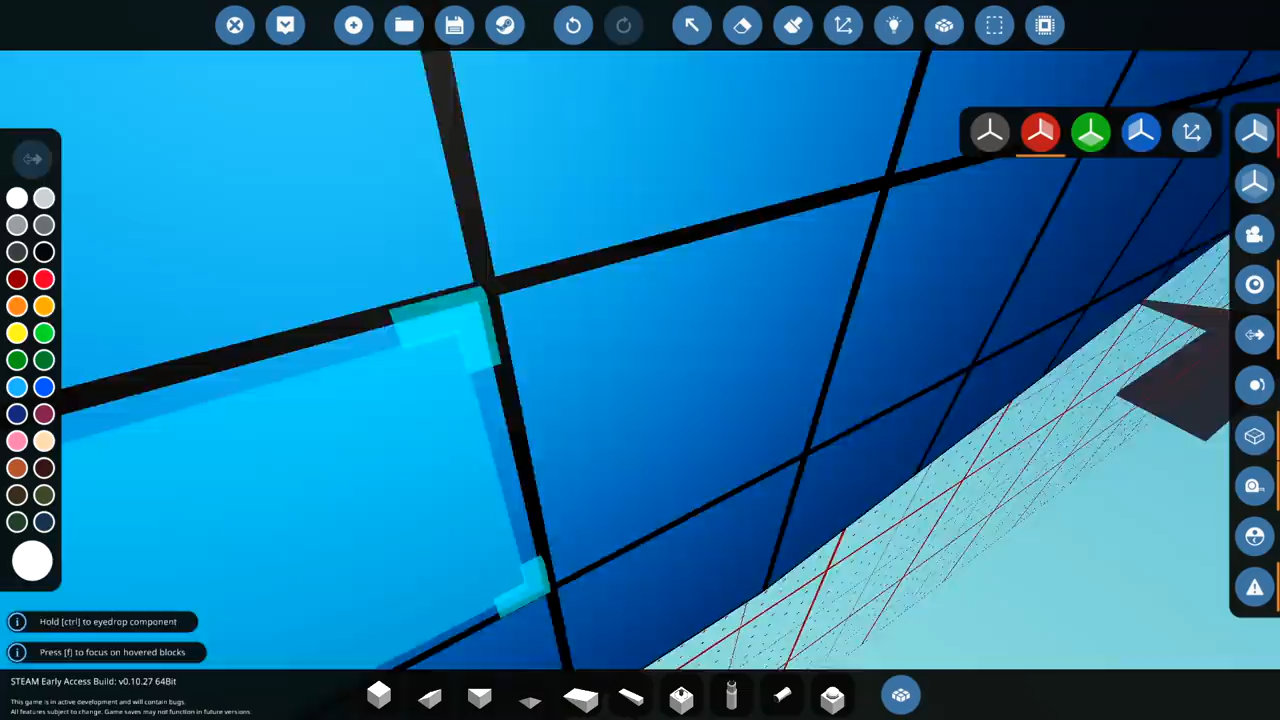 Hold [ctrl] to eyedrop component
Press [f] to focus on hovered blocks
STEAM Early Access Build: v0.10.27 64Bit
This game is in active development and will contain bugs.
All features subject to change. Game saves may not function in future versions.